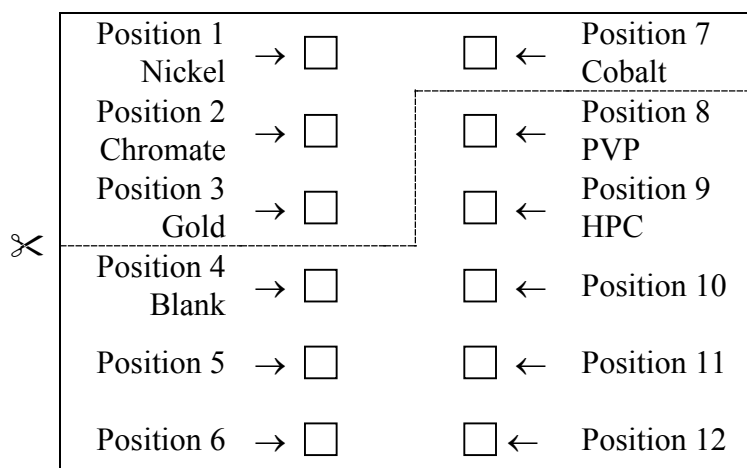 Position 1
Nickel
Position 2
Chromate
Position 3
Gold
Position 4
Blank
Position 5
Position 6
Position 7
Cobalt
Position 8
PVP
Position 9
HPC
Position 10
Position 11
Position 12